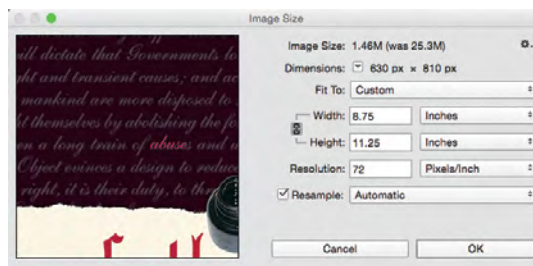 Image Size
ill dictate that Governments lo
ht and transient causes; and ac
mankind are more disposed to
ht themselves by abolishing the fo
en a long train of abuses and u
Object evinces a design to reduce
right, it is their duty, to thr
Image Size: 1.46M (was 25.3M)
Dimensions: 630 px × 810 px
Fit To: Custom
Width: 8.75 Inches
Height: 11.25 Inches
Resolution: 72 Pixels/Inch
Resample: Automatic
Cancel OK